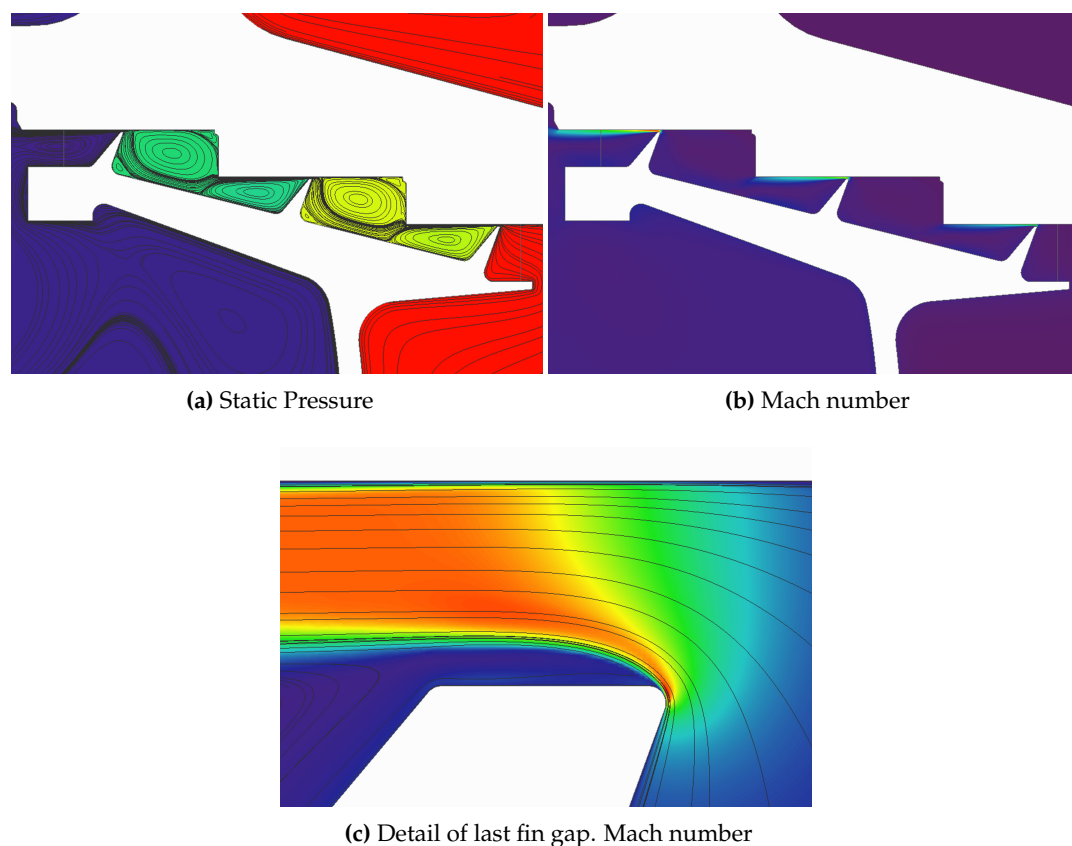 (a) Static Pressure
(b) Mach number
(c) Detail of last fin gap. Mach number